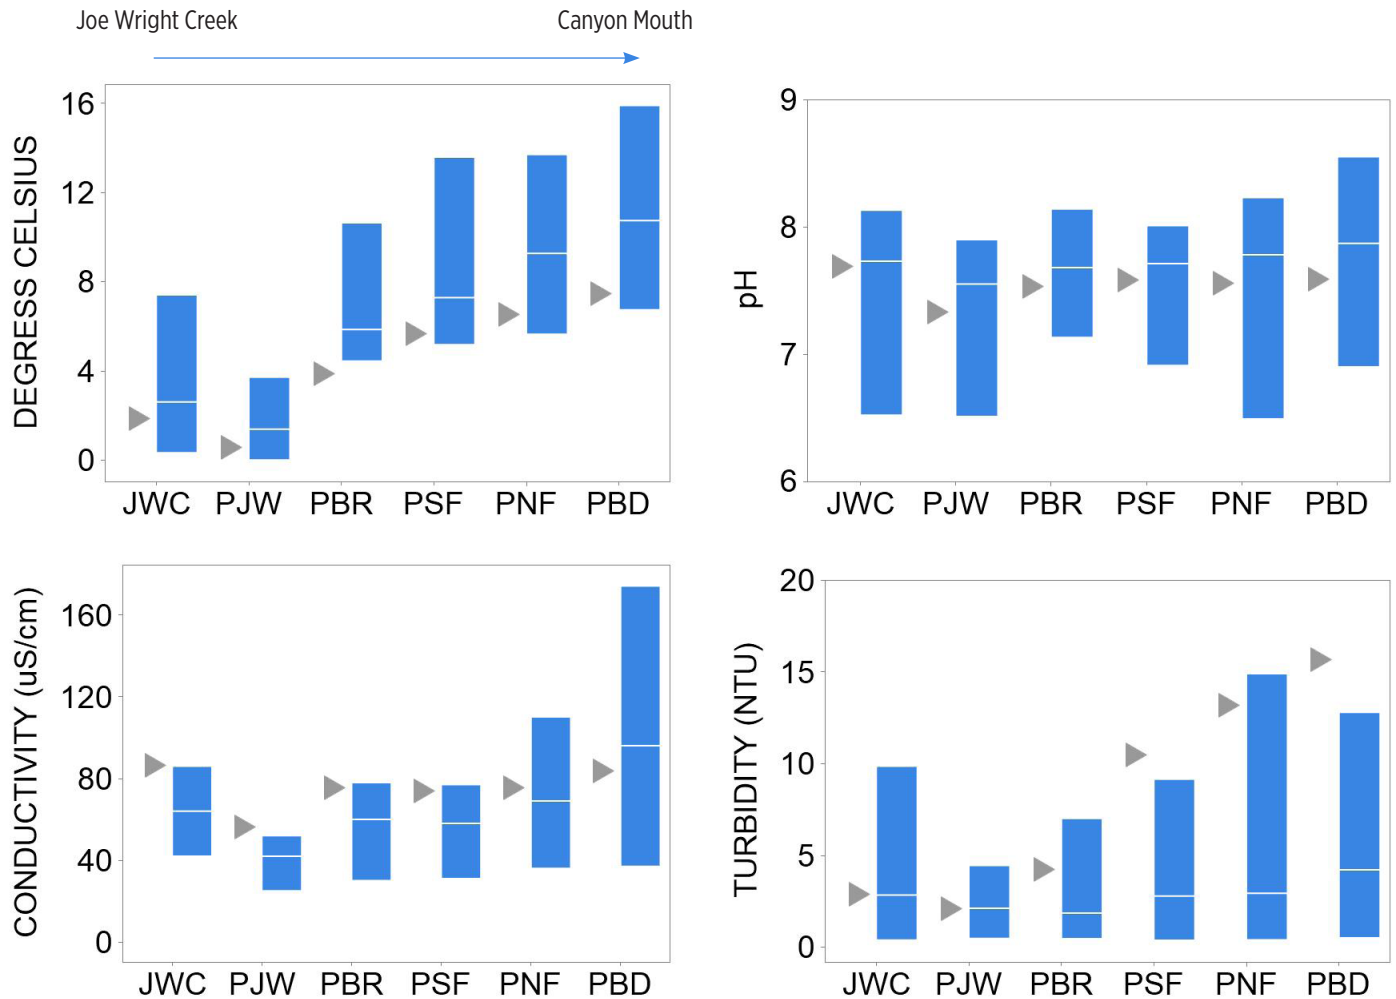 Joe Wright Creek
Canyon Mouth
DEGRESS CELSIUS
16
12
8
4
0
JWC PJW PBR PSF PNF PBD
pH
9
8
7
6
JWC PJW PBR PSF PNF PBD
CONDUCTIVITY (uS/cm)
160
120
80
40
0
JWC PJW PBR PSF PNF PBD
TURBIDITY (NTU)
20
15
10
5
0
JWC PJW PBR PSF PNF PBD